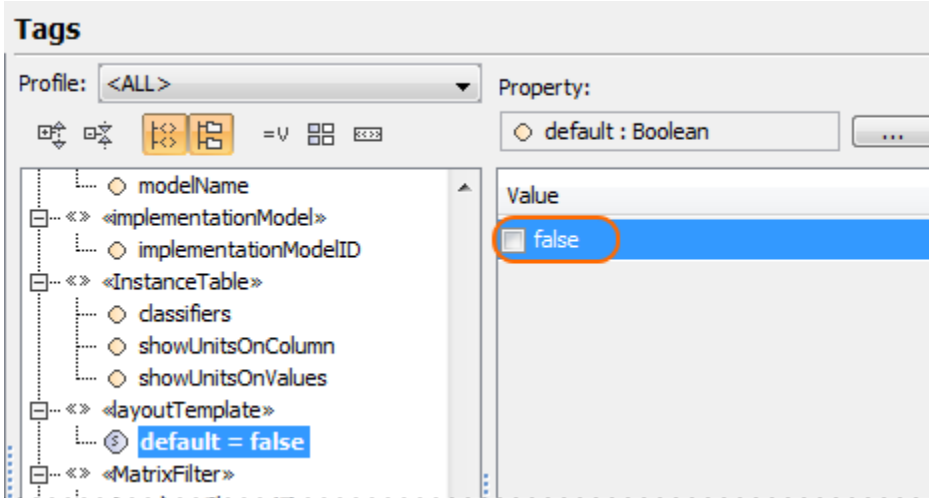 Tags
Profile: <ALL>
=V
modelName
«implementationModel»
implementationModelID
«InstanceTable»
classifiers
showUnitsOnColumn
showUnitsOnValues
«layoutTemplate»
S default = false
«MatrixFilter»
Property:
default : Boolean ...
Value
false